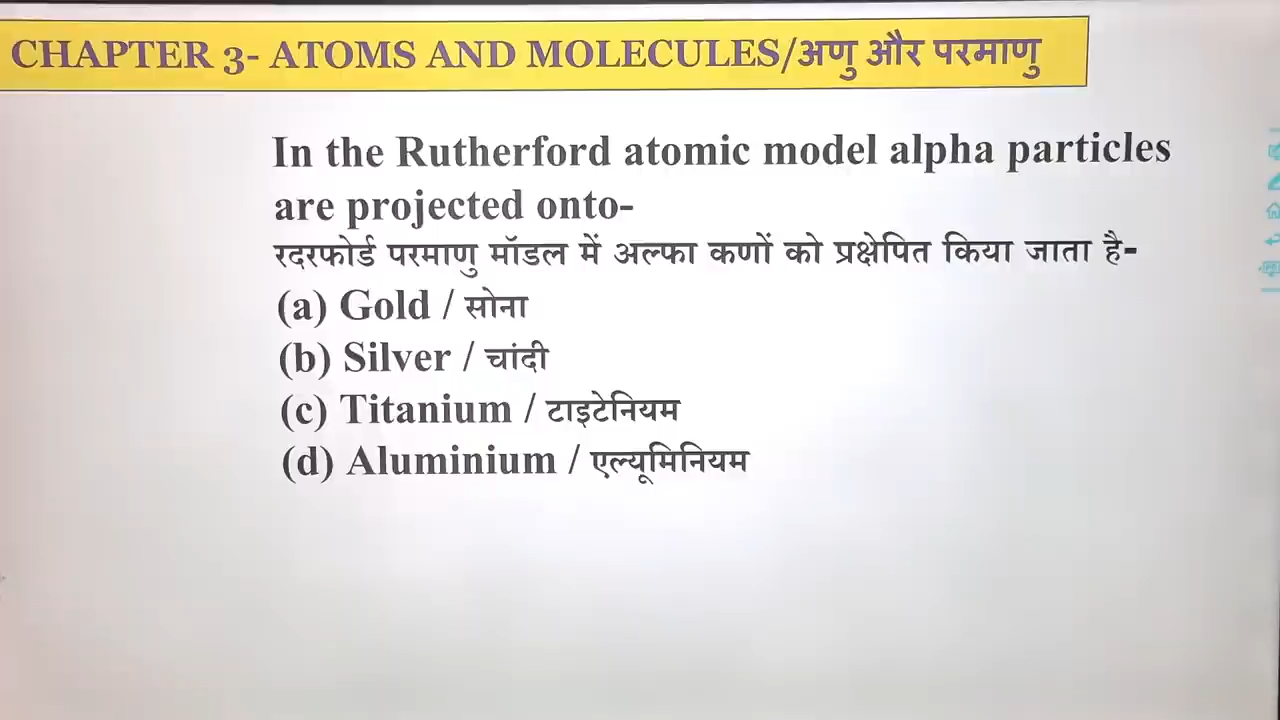 CHAPTER 3- ATOMS AND MOLECULES/अणु और परमाणु
In the Rutherford atomic model alpha particles
are projected onto-
रदरफोर्ड परमाणु मॉडल में अल्फा कणों को प्रक्षेपित किया जाता है-
(a) Gold / सोना
(b) Silver / चांदी
(c) Titanium / टाइटेनियम
(d) Aluminium / एल्यूमिनियम